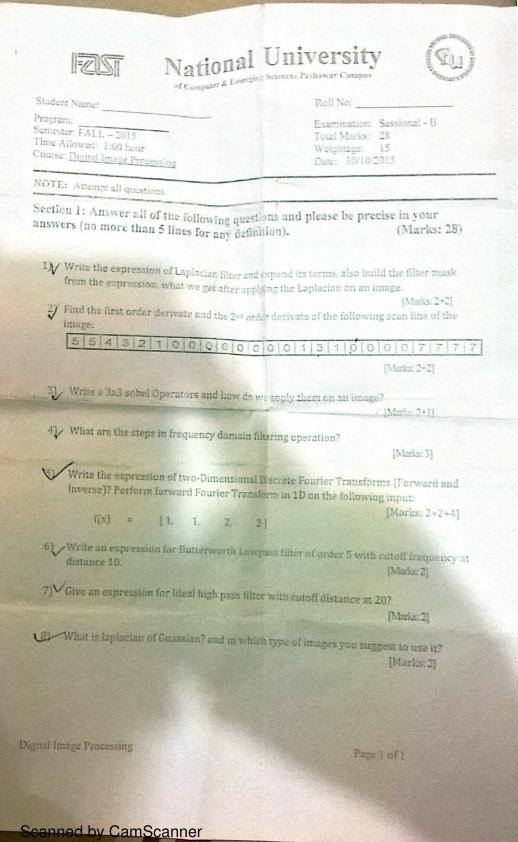 FAST
National University
of Computer & Emerging Sciences Peshawar Campus
Student Name:
Roll No:
Program:
Semester: FALL - 2015
Time Allowed: 1:00 hour
Course: Digital Image Processing
Examination: Sessional - II
Total Marks: 28
Weightage: 15
Date: 30/10/2015
NOTE: Attempt all questions.
Section 1: Answer all of the following questions and please be precise in your
answers (no more than 5 lines for any definition). (Marks: 28)
1) Write the expression of Laplacian filter and expand its terms, also build the filter mask
from the expression, what we get after applying the Laplacian on an image.
[Marks: 2+2]
2) Find the first order derivate and the 2nd order derivate of the following scan line of the
image:
5 5 4 3 2 1 0 0 0 6 0 0 0 0 1 3 1 0 0 0 0 7 7 7 7
[Marks: 2+2]
3) Write a 3x3 sobel Operators and how do we apply them on an image?
[Marks: 2+1]
4) What are the steps in frequency domain filtering operation?
[Marks: 3]
5) Write the expression of two-Dimensional Discrete Fourier Transforms (Forward and
Inverse)? Perform forward Fourier Transform in 1D on the following input:
[Marks: 2+2+4]
f(x) = [ 1, 1, 2, 2]
6) Write an expression for Butterworth Lowpass filter of order 5 with cutoff frequency at
distance 10.
[Mark: 2]
7) Give an expression for Ideal high pass filter with cutoff distance at 20?
[Marks: 2]
8) What is laplacian of Guassian? and in which type of images you suggest to use it?
[Marks: 2]
Digital Image Processing
Page 1 of 1
Scanned by CamScanner